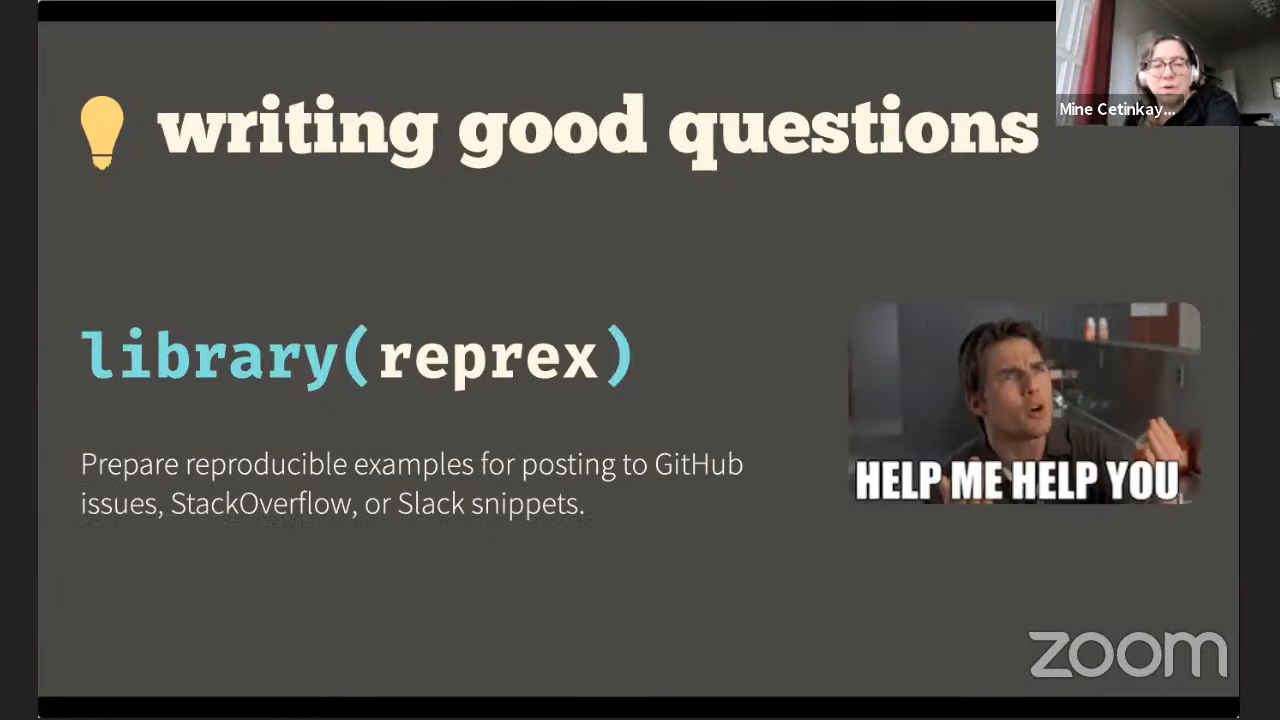 writing good questions
Mine Cetinkay...
library(reprex)
Prepare reproducible examples for posting to GitHub
issues, StackOverflow, or Slack snippets.
HELP ME HELP YOU
zoom